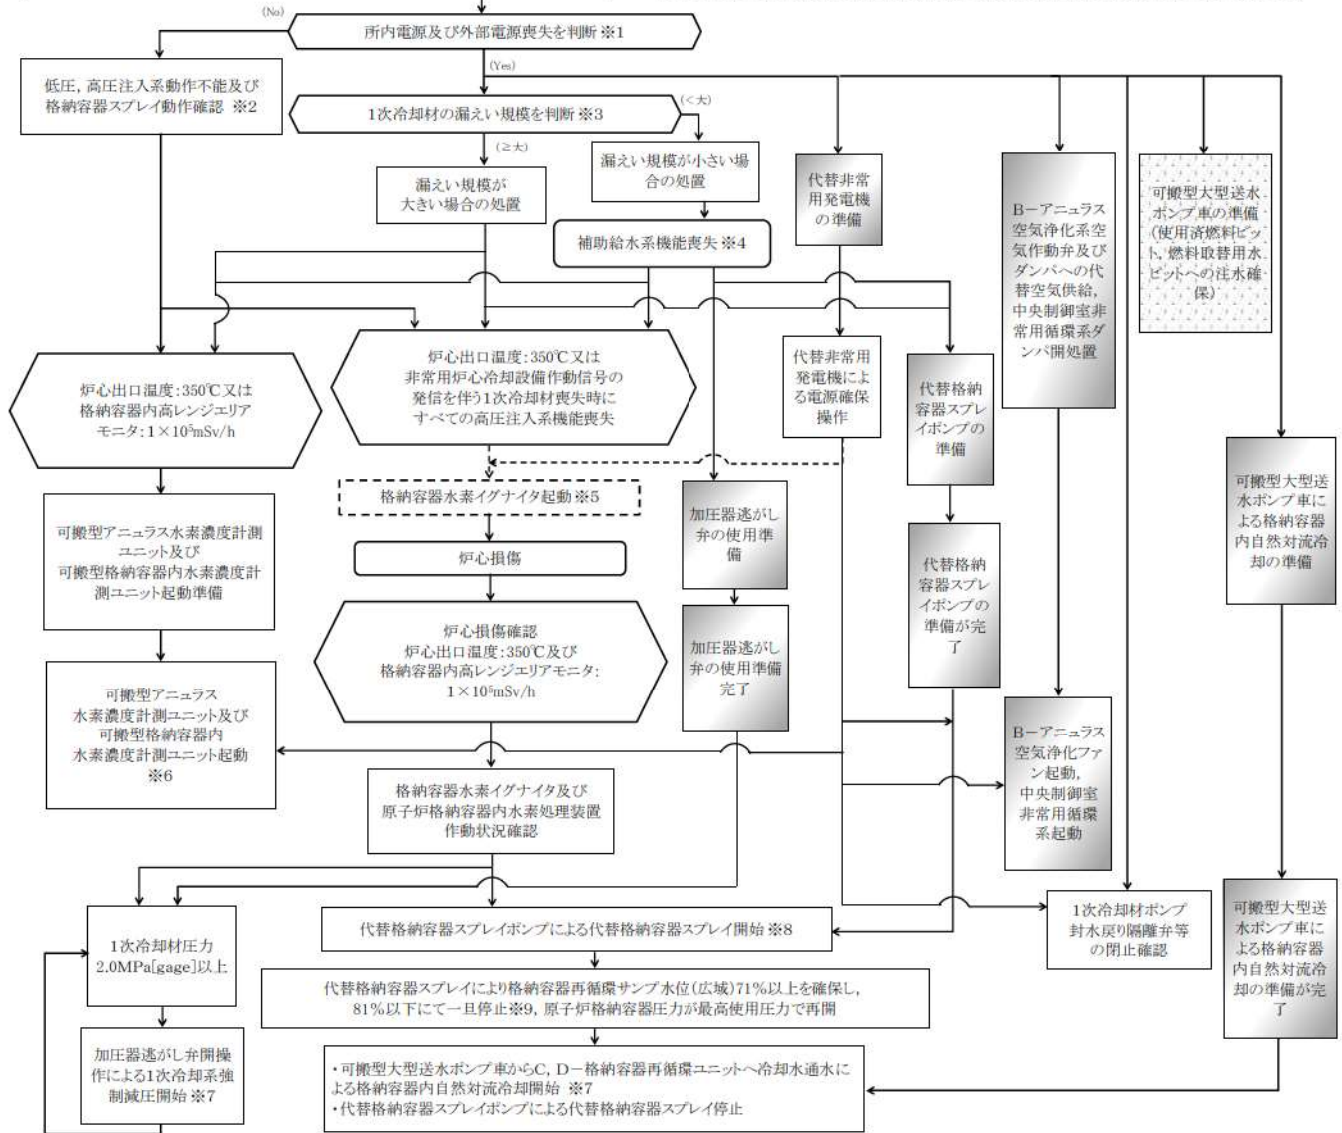 (No)
所内電源及び外部電源喪失を判断※1
(Yes)
低圧, 高圧注入系動作不能及び
格納容器スプレイ動作確認 ※2
1次冷却材の漏えい規模を判断※3
(<大)
(≧大)
漏えい規模が
大きい場合の処置
漏えい規模が小さい場
合の処置
補助給水系機能喪失※4
代替非常
用発電機
の準備
B-アニュラス
空気浄化系空
気作動弁及び
ダンパへの代
替空気供給,
中央制御室非
常用循環系ダ
ンパ開処置
可搬型大型送水
ポンプ車の準備
(使用済燃料ピッ
ト, 燃料取替用水
ピットへの注水確
保)
炉心出口温度:350℃又は
格納容器内高レンジエリア
モニタ:1×10⁵mSv/h
炉心出口温度:350℃又は
非常用炉心冷却設備作動信号の
発信を伴う1次冷却材喪失時に
すべての高圧注入系機能喪失
代替非常用
発電機によ
る電源確保
操作
代替格納
容器スプレ
イポンプの
準備
格納容器水素イグナイタ起動※5
加圧器逃がし
弁の使用準
備
可搬型大型送
水ポンプ車に
よる格納容器
内自然対流冷
却の準備
可搬型アニュラス水素濃度計測
ユニット及び
可搬型格納容器内水素濃度計
測ユニット起動準備
炉心損傷
代替格納
容器スプレ
イポンプの
準備が完
了
炉心損傷確認
炉心出口温度:350℃及び
格納容器内高レンジエリアモニタ:
1×10⁵mSv/h
加圧器逃がし
弁の使用準備
完了
可搬型アニュラス
水素濃度計測ユニット及び
可搬型格納容器内
水素濃度計測ユニット起動
※6
B-アニュラス
空気浄化ファ
ン起動,
中央制御室
非常用循環
系起動
格納容器水素イグナイタ及び
原子炉格納容器内水素処理装置
作動状況確認
1次冷却材圧力
2.0MPa[gage]以上
代替格納容器スプレイポンプによる代替格納容器スプレイ開始※8
1次冷却材ポンプ
封水戻り隔離弁等
の閉止確認
可搬型大型送
水ポンプ車に
よる格納容器
内自然対流冷
却の準備が完
了
代替格納容器スプレイにより格納容器再循環サンプ水位(広域)71%以上を確保し,
81%以下にて一旦停止※9, 原子炉格納容器圧力が最高使用圧力で再開
加圧器逃がし弁開操
作による1次冷却系強
制減圧開始※7
・可搬型大型送水ポンプ車からC, D-格納容器再循環ユニットへ冷却水通水に
よる格納容器内自然対流冷却開始 ※7
・代替格納容器スプレイポンプによる代替格納容器スプレイ停止